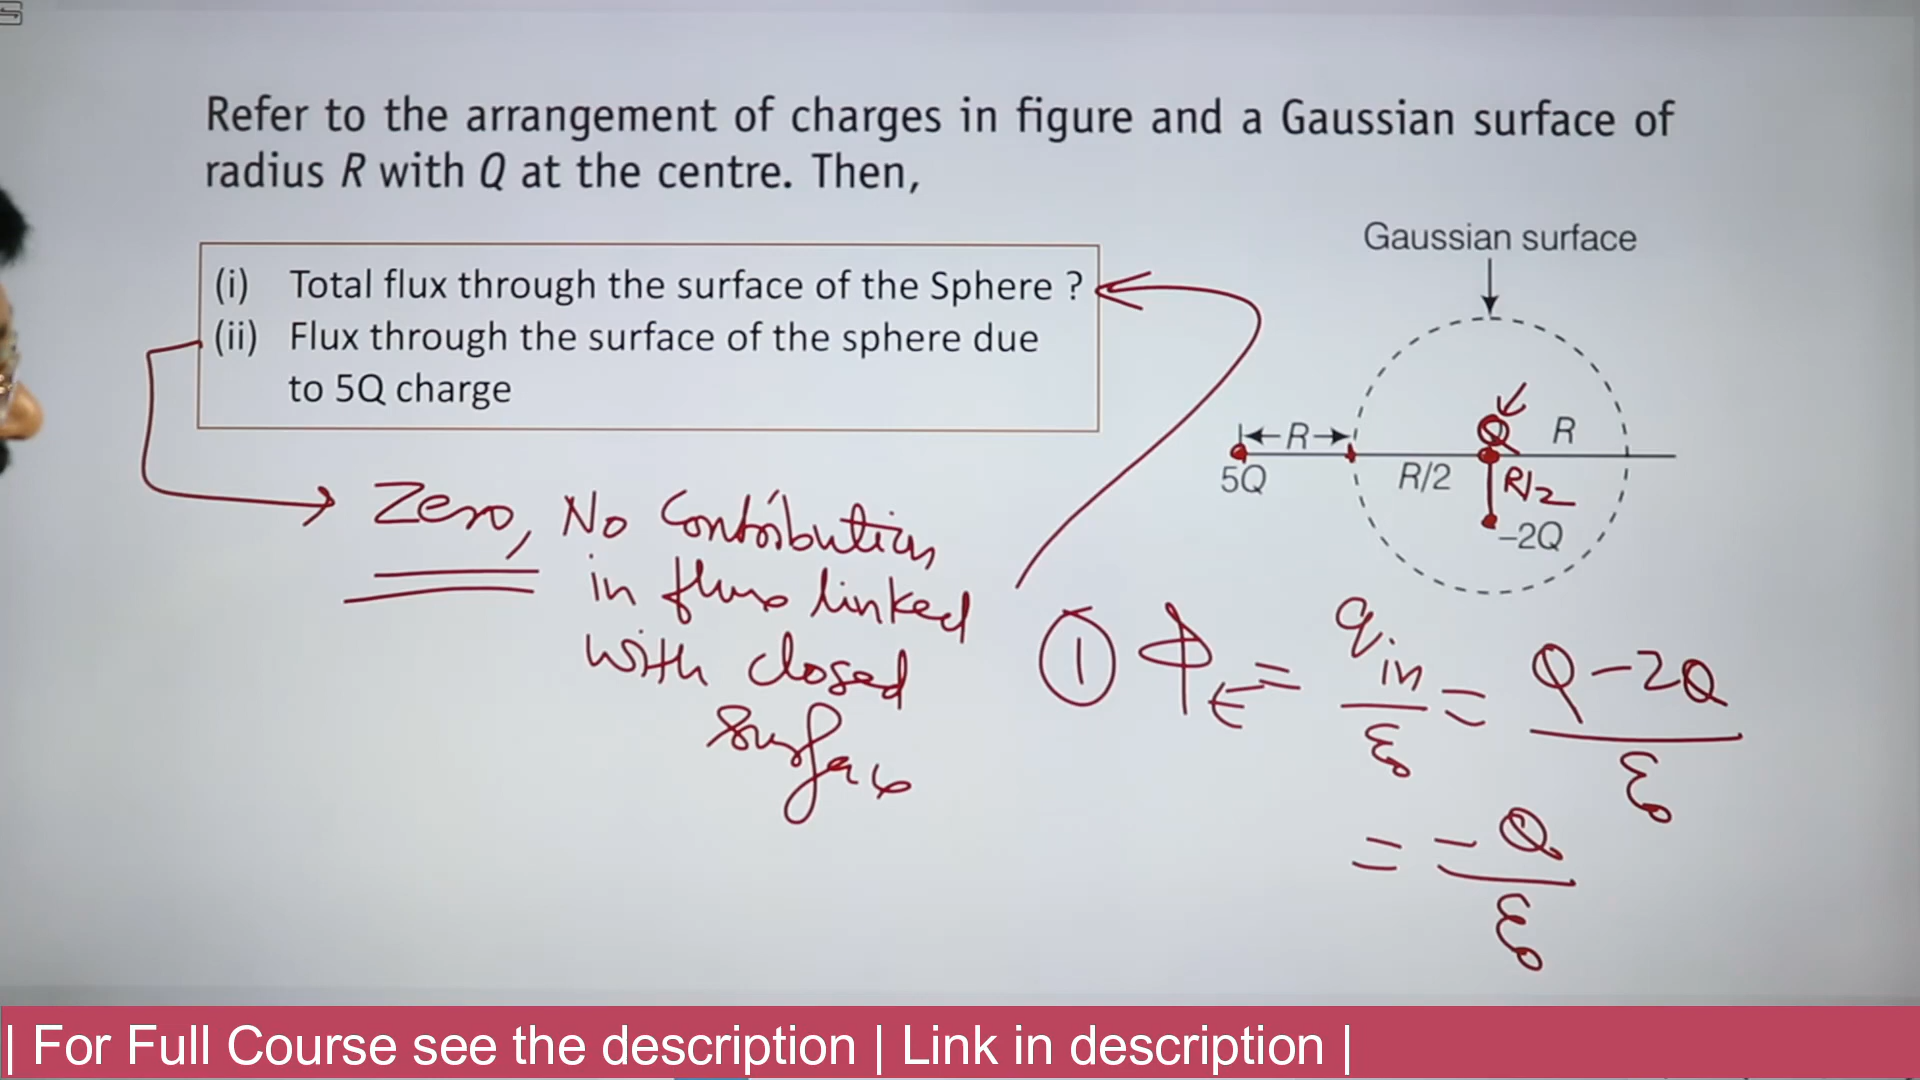 Refer to the arrangement of charges in figure and a Gaussian surface of
radius R with Q at the centre. Then,
(i) Total flux through the surface of the Sphere ?
(ii) Flux through the surface of the sphere due
to 5Q charge
Gaussian surface
Q
R
R
5Q
R/2
R/2
-2Q
Zero, No Contribution
in flux linked
with closed
Surface
① ϕE = qin/ε0 = Q-2Q/ε0
= -Q/ε0
| For Full Course see the description | Link in description |